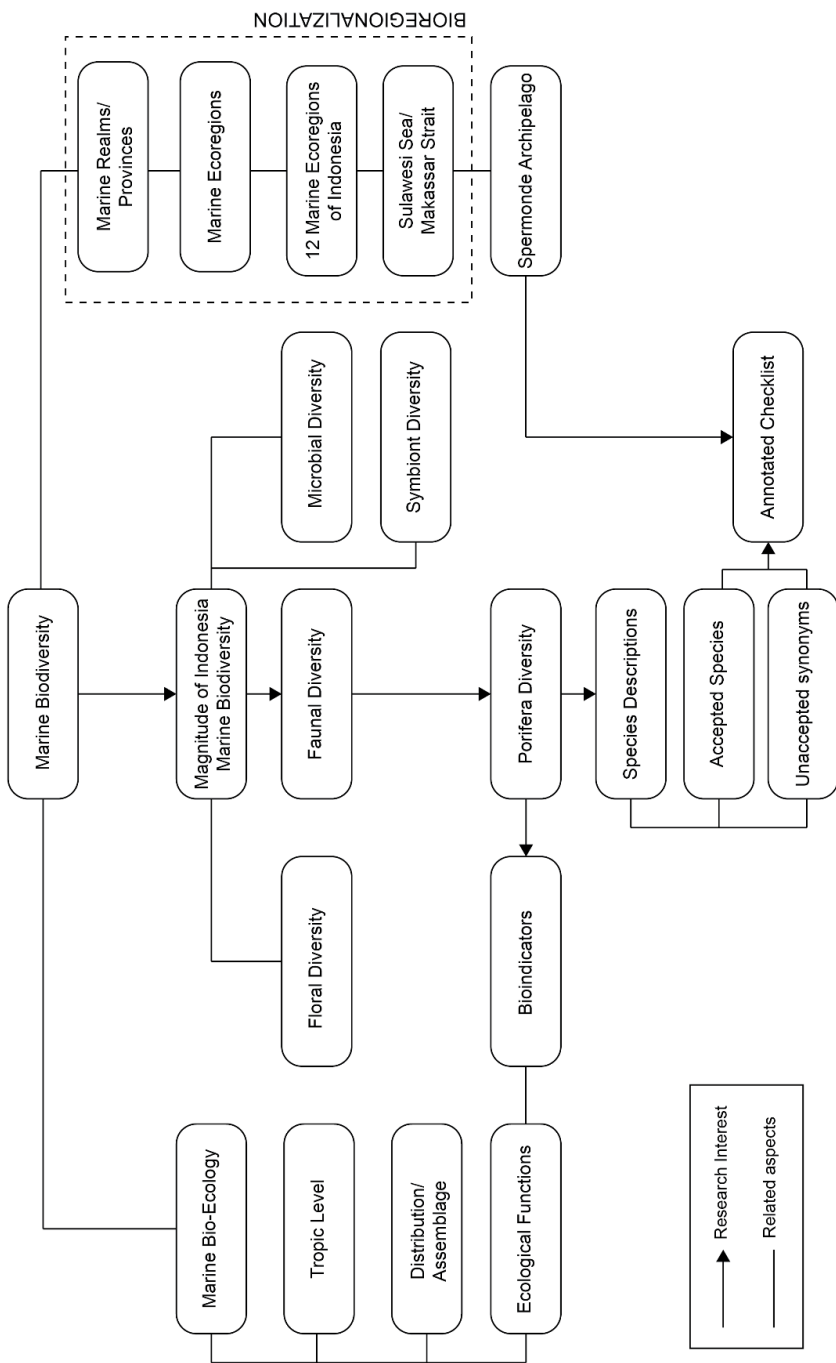 Marine Biodiversity
BIOREGIONALIZATION
Marine Realms/
Provinces
Marine Ecoregions
12 Marine Ecoregions
of Indonesia
Sulawesi Sea/
Makassar Strait
Spermonde Archipelago
Marine Bio-Ecology
Tropic Level
Distribution/
Assemblage
Ecological Functions
Magnitude of Indonesia
Marine Biodiversity
Floral Diversity
Faunal Diversity
Microbial Diversity
Symbiont Diversity
Bioindicators
Porifera Diversity
Species Descriptions
Accepted Species
Unaccepted synonyms
Annotated Checklist
Research Interest
Related aspects